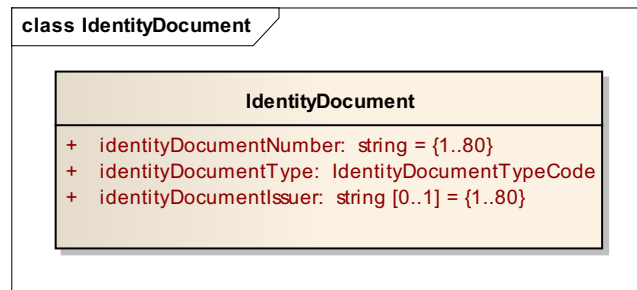 class IdentityDocument
IdentityDocument
+ identityDocumentNumber: string = {1..80}
+ identityDocumentType: IdentityDocumentTypeCode
+ identityDocumentIssuer: string [0..1] = {1..80}